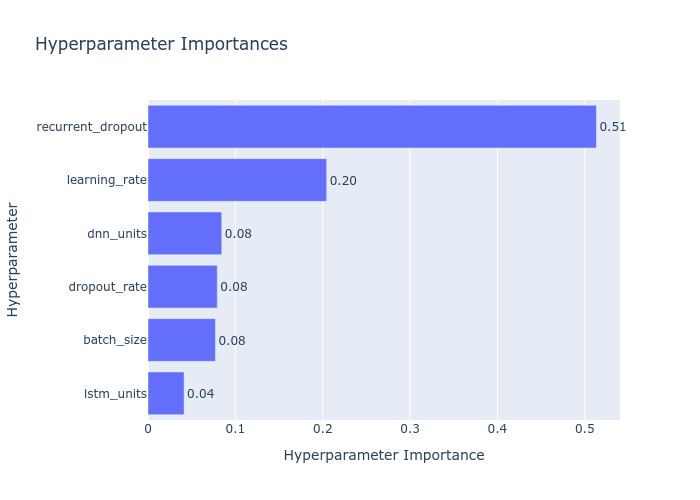 Hyperparameter Importances
Hyperparameter
recurrent_dropout 0.51
learning_rate 0.20
dnn_units 0.08
dropout_rate 0.08
batch_size 0.08
lstm_units 0.04
0 0.1 0.2 0.3 0.4 0.5
Hyperparameter Importance